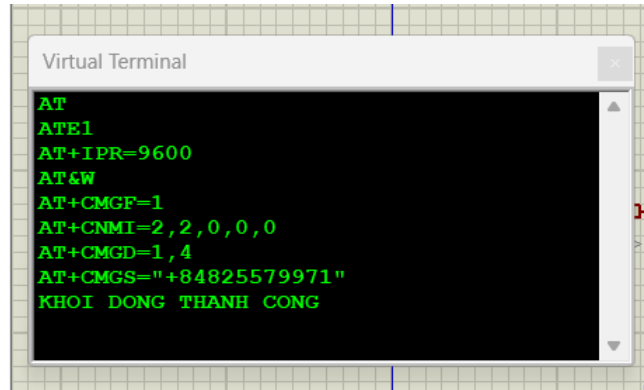 Virtual Terminal
AT
ATE1
AT+IPR=9600
AT&W
AT+CMGF=1
AT+CNMI=2,2,0,0,0
AT+CMGD=1,4
AT+CMGS="+84825579971"
KHOI DONG THANH CONG